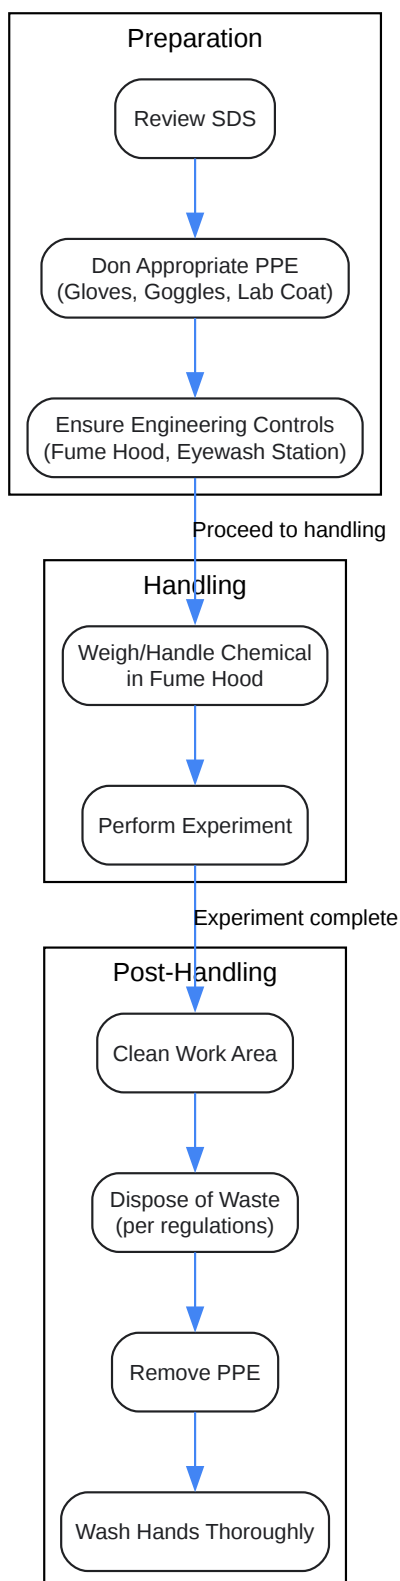 Preparation
Review SDS
Don Appropriate PPE
(Gloves, Goggles, Lab Coat)
Ensure Engineering Controls
(Fume Hood, Eyewash Station)
Proceed to handling
Handling
Weigh/Handle Chemical
in Fume Hood
Perform Experiment
Experiment complete
Post-Handling
Clean Work Area
Dispose of Waste
(per regulations)
Remove PPE
Wash Hands Thoroughly